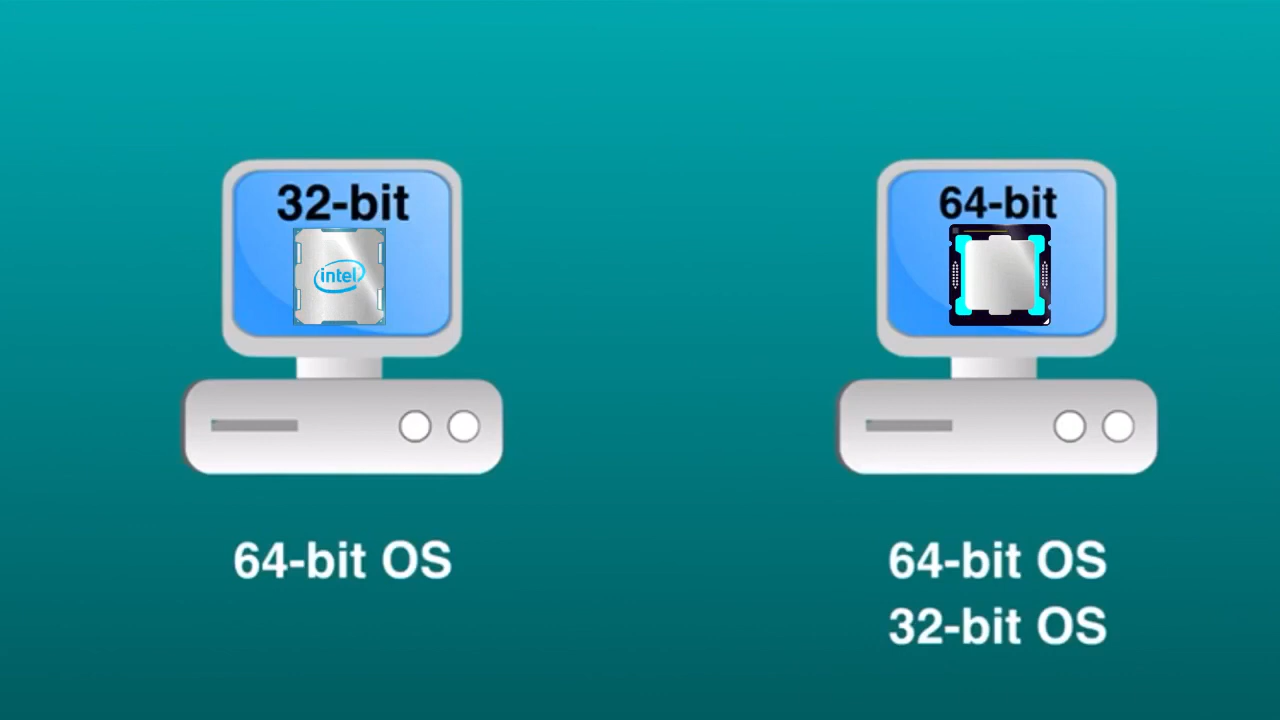 32-bit
intel
64-bit OS
64-bit
64-bit OS
32-bit OS